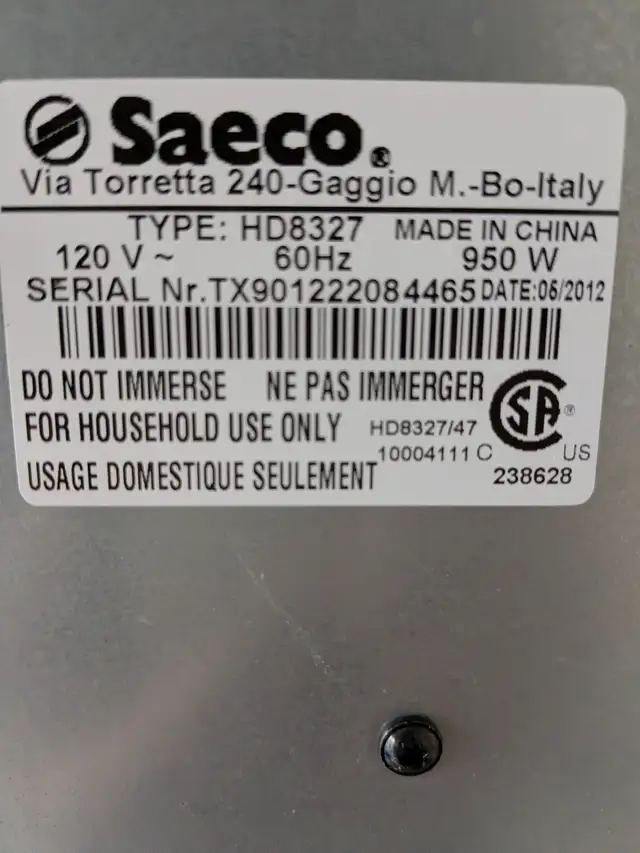 Saeco®
Via Torretta 240-Gaggio M.-Bo-Italy
TYPE: HD8327 MADE IN CHINA
120 V ~ 60Hz 950 W
SERIAL Nr.TX901222084465 DATE:06/2012
DO NOT IMMERSE NE PAS IMMERGER
FOR HOUSEHOLD USE ONLY HD8327/47
10004111 C
USAGE DOMESTIQUE SEULEMENT
SA®
C US
238628